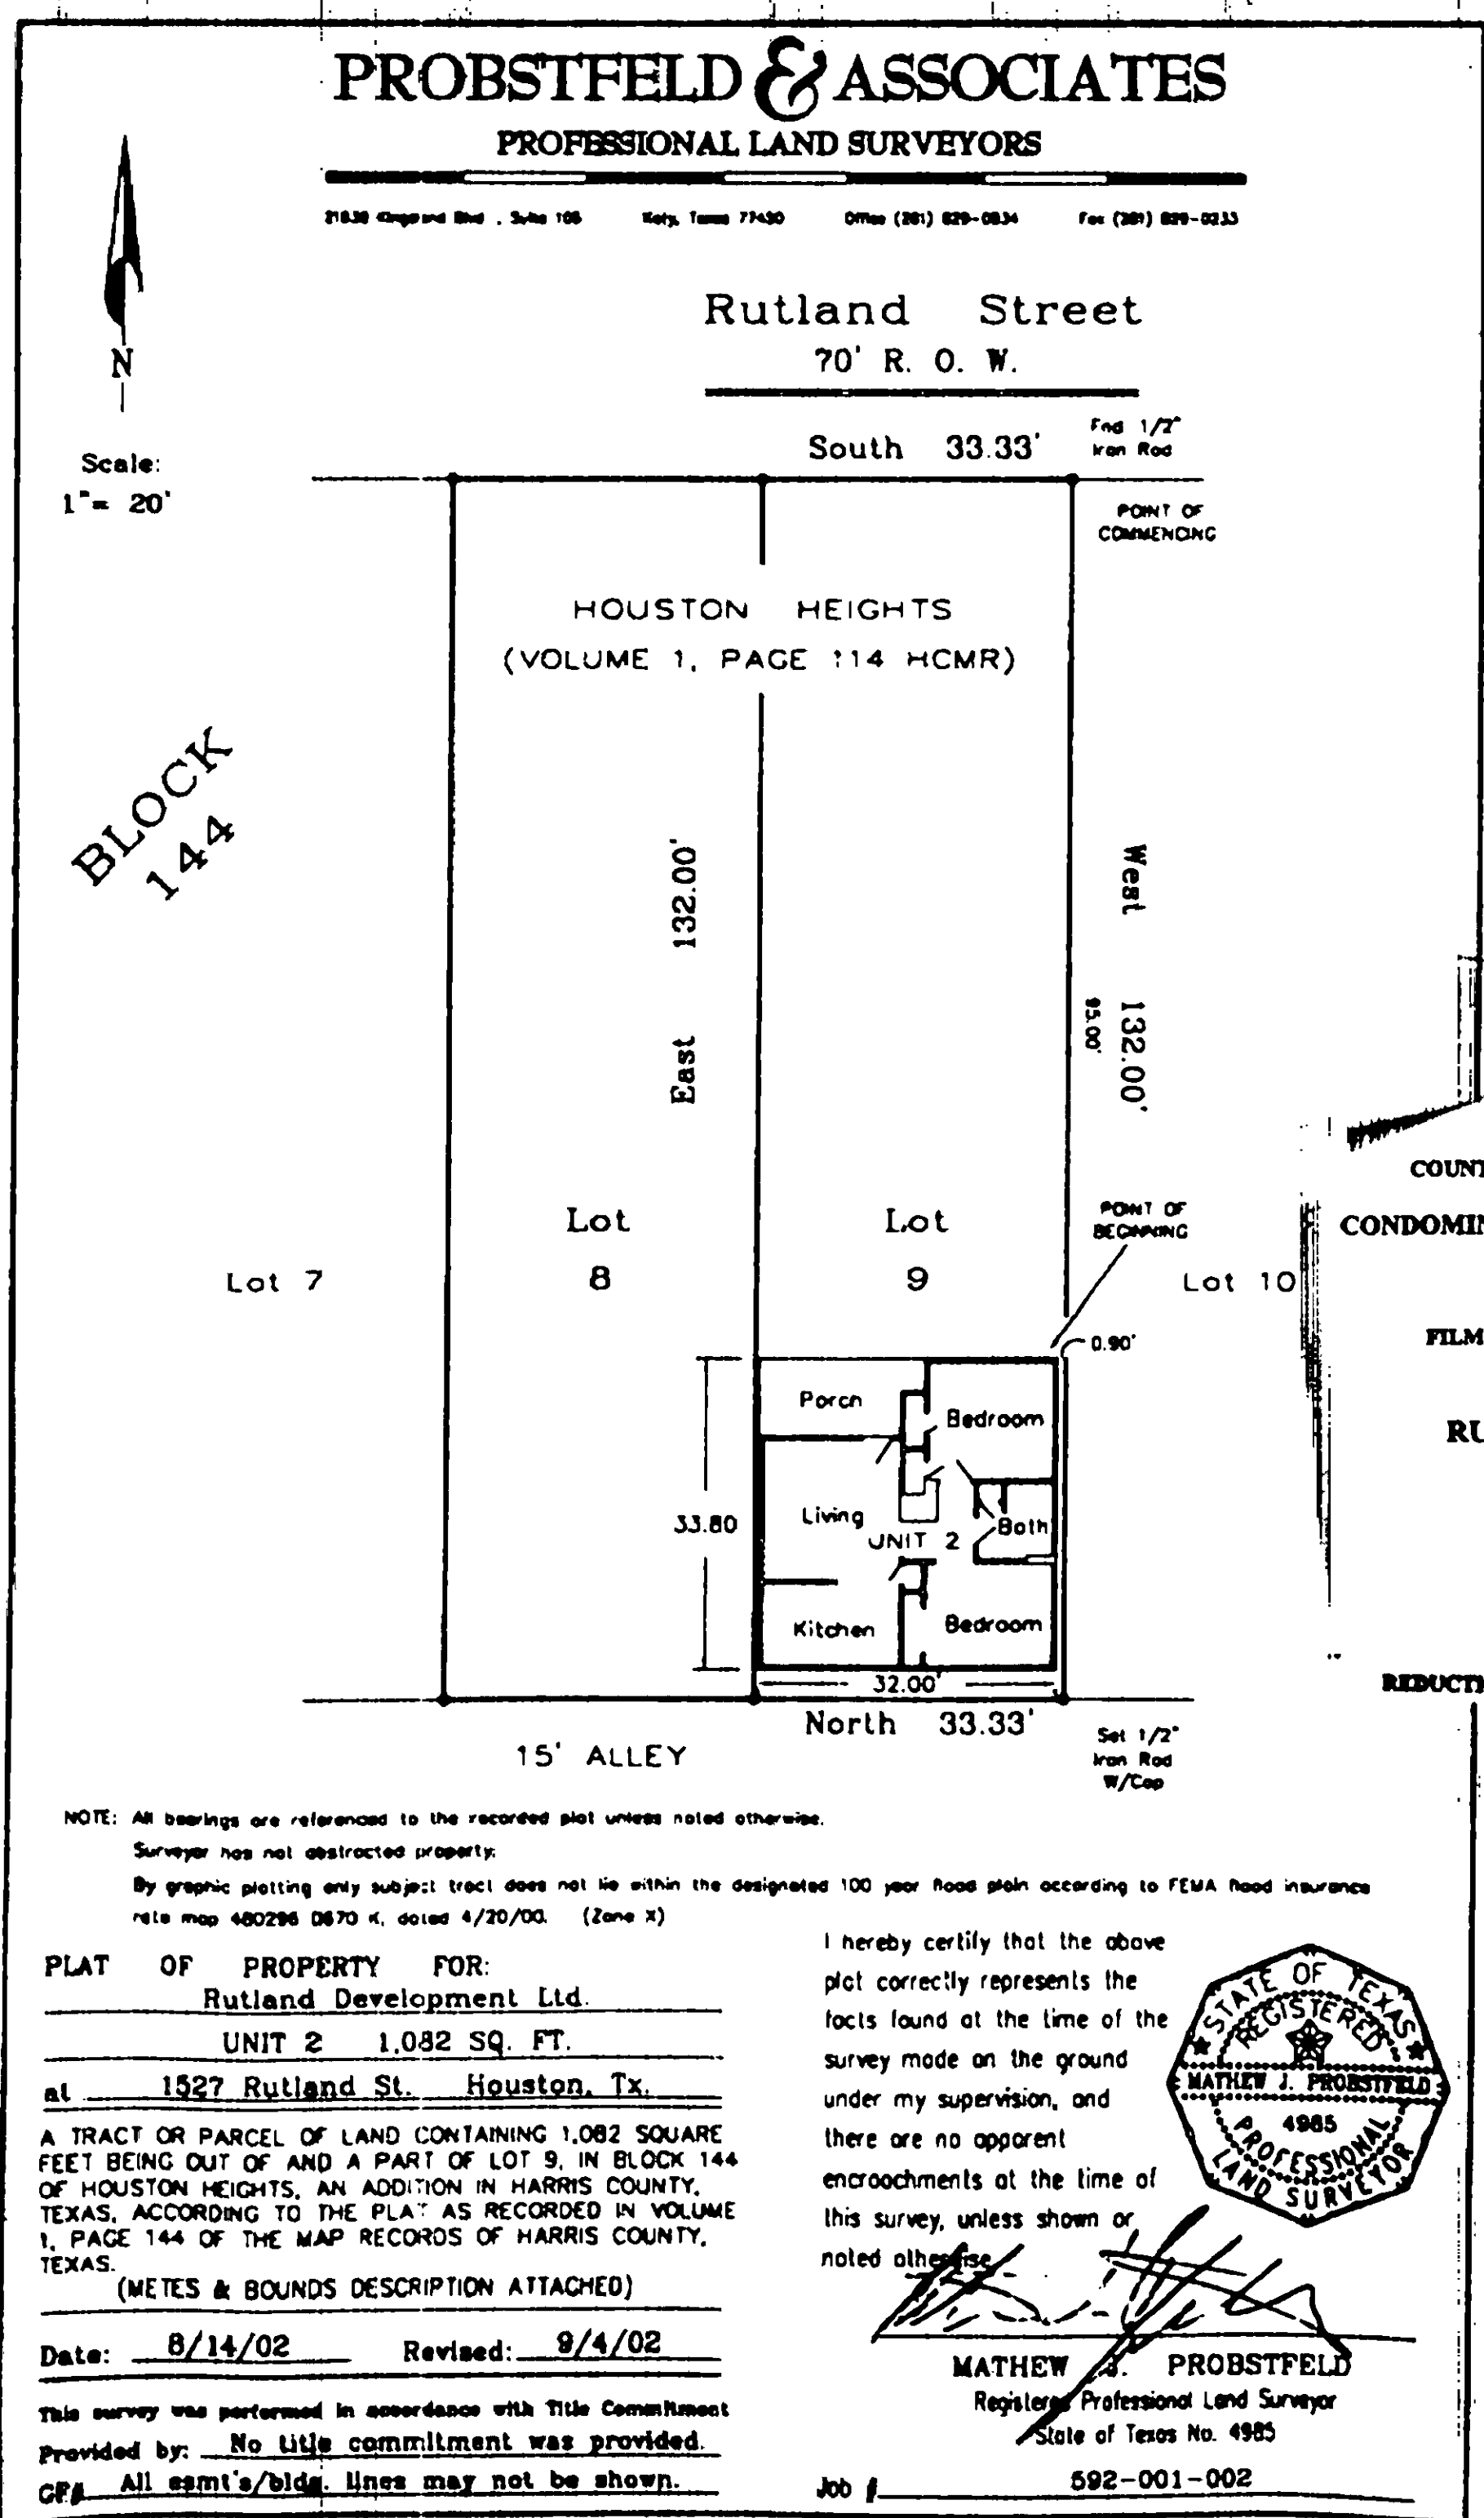 PROBSTFELD & ASSOCIATES
PROFESSIONAL LAND SURVEYORS
Suite 105 Katy, Texas Office (281) 829-0034 Fax (281) 829-0233
Rutland Street
70' R. O. W.
N
Scale:
1"= 20'
South 33.33'
Fnd 1/2"
Iron Rod
POINT OF
COMMENCING
HOUSTON HEIGHTS
(VOLUME 1, PAGE 114 HCMR)
BLOCK
144
East 132.00'
West 132.00'
95.00'
COUNT
CONDOMIN
FILM
RU
REDUCTI
POINT OF
BEGINNING
Lot 7
Lot
8
Lot
9
Lot 10
0.90'
Porch
Bedroom
Living
UNIT 2
Bath
33.80
Kitchen
Bedroom
32.00'
North 33.33'
15' ALLEY
Set 1/2"
Iron Rod
W/Cap
NOTE: All bearings are referenced to the recorded plat unless noted otherwise.
Surveyor has not abstracted property.
By graphic plotting only subject tract does not lie within the designated 100 year flood plain according to FEMA flood insurance
rate map 480296 0670 K, dated 4/20/00. (Zone X)
PLAT OF PROPERTY FOR:
Rutland Development Ltd.
UNIT 2 1,082 SQ. FT.
at 1527 Rutland St. Houston, Tx.
A TRACT OR PARCEL OF LAND CONTAINING 1,082 SQUARE
FEET BEING OUT OF AND A PART OF LOT 9, IN BLOCK 144
OF HOUSTON HEIGHTS, AN ADDITION IN HARRIS COUNTY,
TEXAS, ACCORDING TO THE PLAT AS RECORDED IN VOLUME
1, PAGE 144 OF THE MAP RECORDS OF HARRIS COUNTY,
TEXAS.
(METES & BOUNDS DESCRIPTION ATTACHED)
Date: 8/14/02 Revised: 9/4/02
This survey was performed in accordance with Title Commitment
Provided by: No title commitment was provided.
GF# All esmt's/bldg. lines may not be shown.
I hereby certify that the above
plat correctly represents the
facts found at the time of the
survey made on the ground
under my supervision, and
there are no apparent
encroachments at the time of
this survey, unless shown or
noted otherwise
STATE OF TEXAS
REGISTERED
MATHEW J. PROBSTFELD
4985
PROFESSIONAL
LAND SURVEYOR
MATHEW J. PROBSTFELD
Registered Professional Land Surveyor
State of Texas No. 4985
Job # 592-001-002